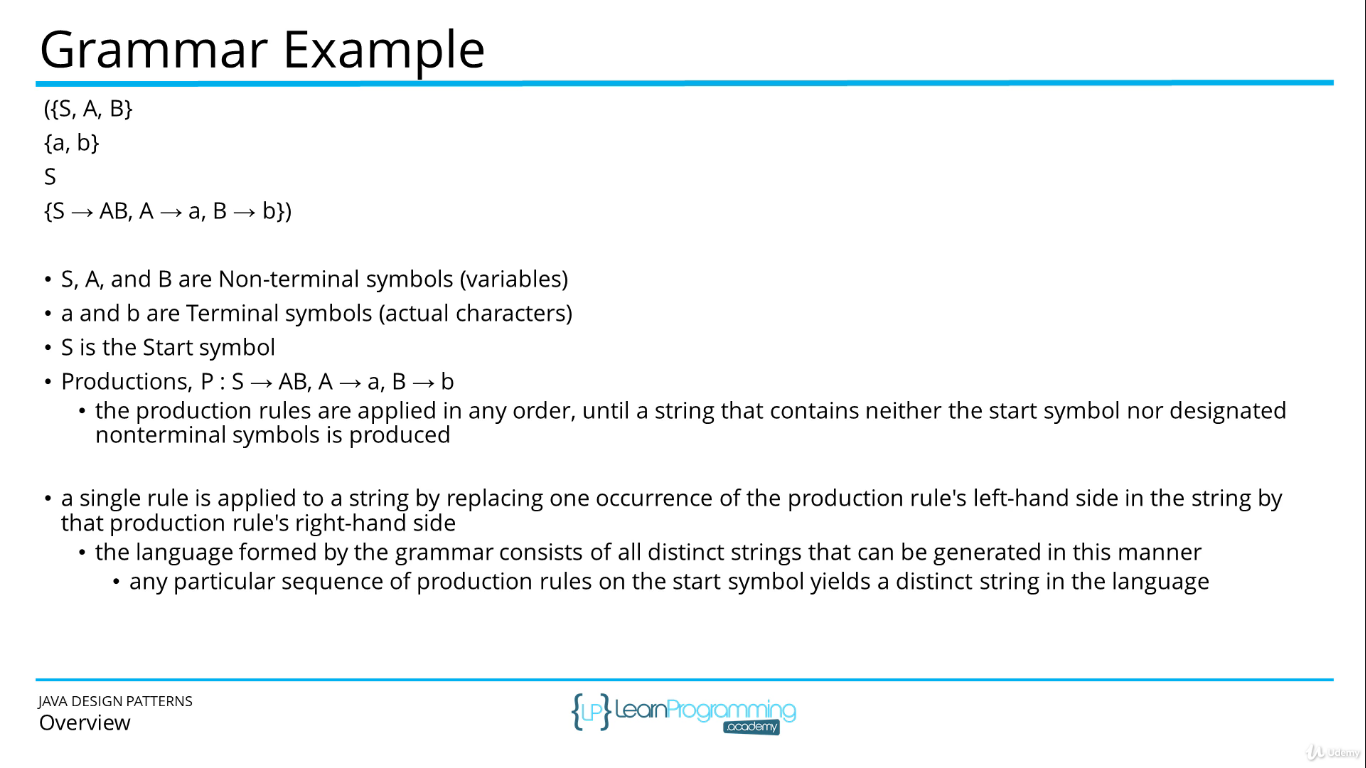 Grammar Example
({S, A, B}
{a, b}
S
{S → AB, A → a, B → b})
• S, A, and B are Non-terminal symbols (variables)
• a and b are Terminal symbols (actual characters)
• S is the Start symbol
• Productions, P : S → AB, A → a, B → b
• the production rules are applied in any order, until a string that contains neither the start symbol nor designated
nonterminal symbols is produced
• a single rule is applied to a string by replacing one occurrence of the production rule's left-hand side in the string by
that production rule's right-hand side
• the language formed by the grammar consists of all distinct strings that can be generated in this manner
• any particular sequence of production rules on the start symbol yields a distinct string in the language
JAVA DESIGN PATTERNS
Overview
{LP} LearnProgramming
.academy
Udemy